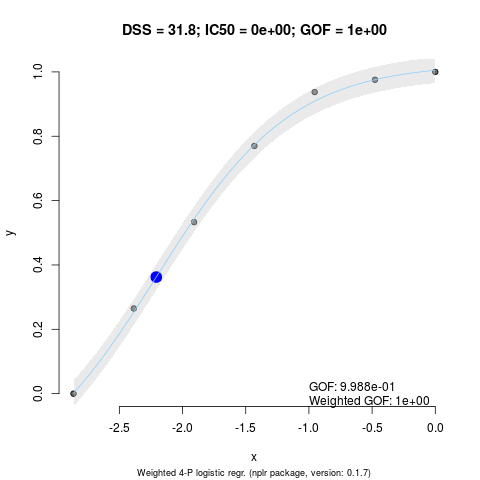 DSS = 31.8; IC50 = 0e+00; GOF = 1e+00
1.0
0.8
0.6
0.4
0.2
0.0
y
GOF: 9.988e-01
Weighted GOF: 1e+00
-2.5 -2.0 -1.5 -1.0 -0.5 0.0
x
Weighted 4-P logistic regr. (nplr package, version: 0.1.7)